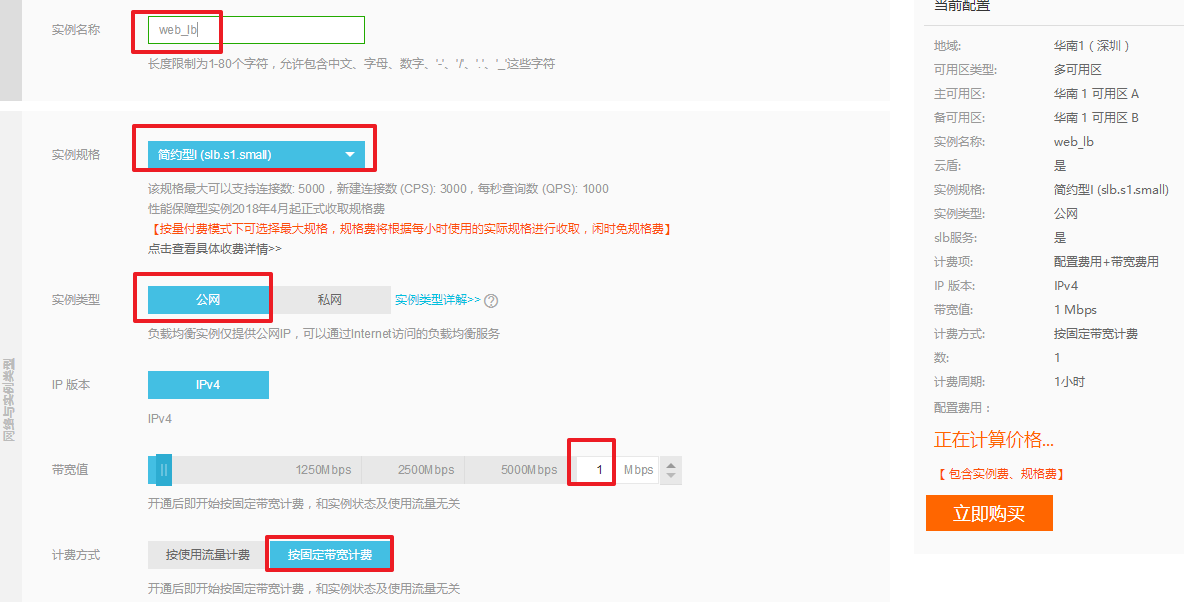 实例名称
web_lb
长度限制为1-80个字符，允许包含中文、字母、数字、'-'、'/'、'.'、'_'这些字符
实例规格
简约型I (slb.s1.small)
该规格最大可以支持连接数: 5000，新建连接数 (CPS): 3000，每秒查询数 (QPS): 1000
性能保障型实例2018年4月起正式收取规格费
【按量付费模式下可选择最大规格，规格费将根据每小时使用的实际规格进行收取，闲时免规格费】
点击查看具体收费详情>>
实例类型
公网
私网
实例类型详解>> ?
负载均衡实例仅提供公网IP，可以通过Internet访问的负载均衡服务
IP 版本
IPv4
IPv4
带宽值
1250Mbps
2500Mbps
5000Mbps
1
Mbps
开通后即开始按固定带宽计费，和实例状态及使用流量无关
计费方式
按使用流量计费
按固定带宽计费
开通后即开始按固定带宽计费，和实例状态及使用流量无关
当前配置
地域: 华南1（深圳）
可用区类型: 多可用区
主可用区: 华南 1 可用区 A
备可用区: 华南 1 可用区 B
实例名称: web_lb
云盾: 是
实例规格: 简约型I (slb.s1.small)
实例类型: 公网
slb服务: 是
计费项: 配置费用+带宽费用
IP 版本: IPv4
带宽值: 1 Mbps
计费方式: 按固定带宽计费
数: 1
计费周期: 1小时
配置费用：
正在计算价格...
【 包含实例费、规格费】
立即购买